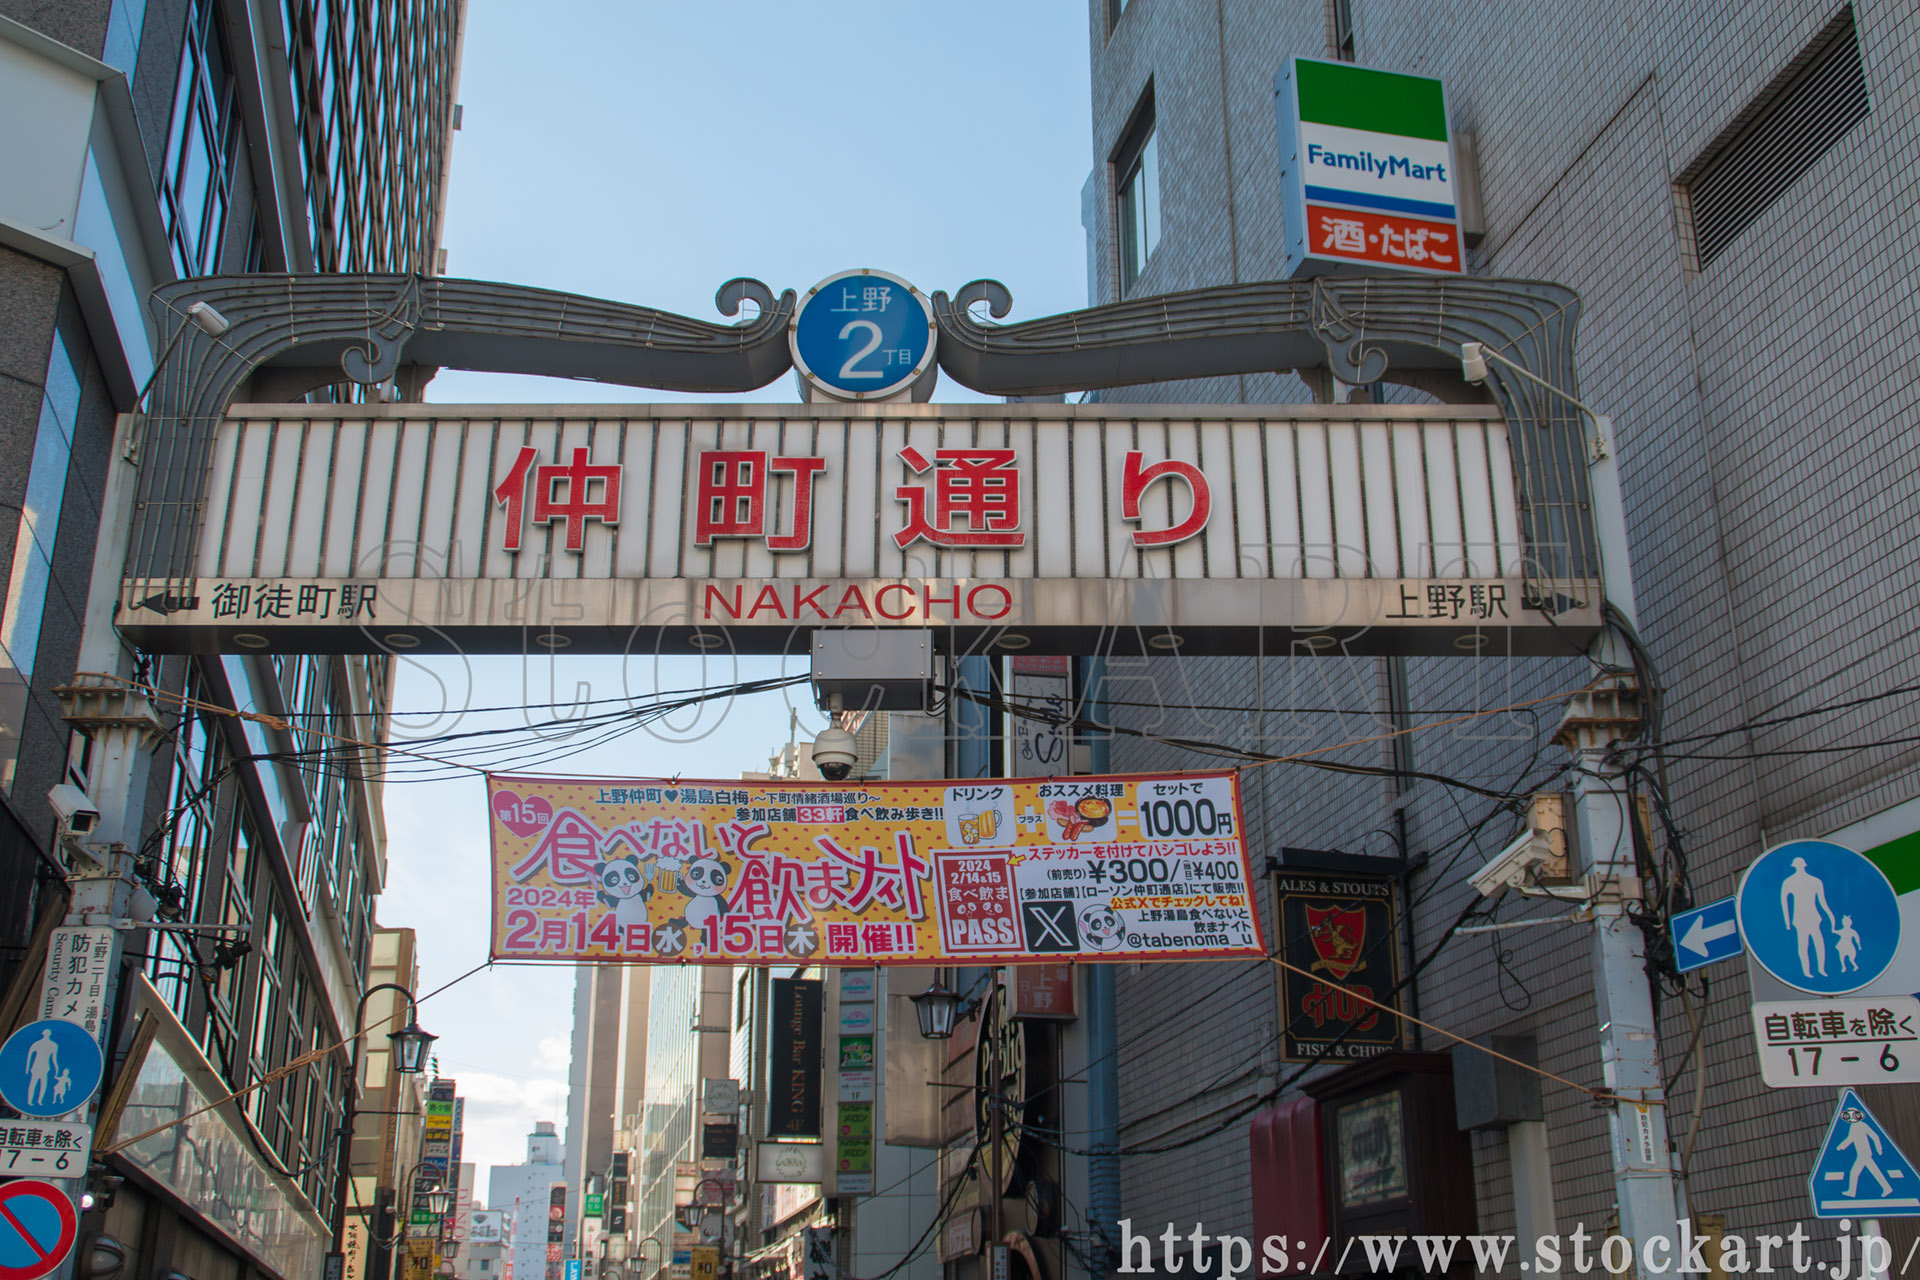 FamilyMart
酒・たばこ
上野
2丁目
仲町通り
御徒町駅
NAKACHO
上野駅
StockART
第15回
上野仲町♥湯島白梅 ～下町情緒酒場巡り～
参加店舗33軒食べ飲み歩き!!
食べないと
飲まナイト
2024年
2月14日水,15日木 開催!!
ドリンク
プラス
おススメ料理
セットで
1000円
2024
2/14&15
食べ飲ま
PASS
ステッカーを付けてハシゴしよう!!
(前売り)¥300/(当日)¥400
【参加店舗】【ローソン仲町通店】にて販売!!
公式Xでチェックしてね!
上野湯島食べないと
飲まナイト
@tabenoma_u
ALES & STOUTS
HUB
FISH & CHIPS
自転車を除く
17-6
上野二丁目・湯島
防犯カメ
Security Came
自転車を除く
17-6
Lounge Bar KING
4F
1F
上野
https://www.stockart.jp/